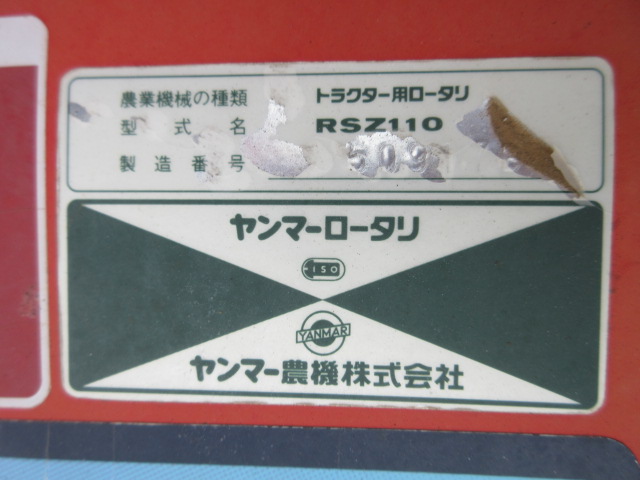 農業機械の種類 トラクター用ロータリ
型式名 RSZ110
製造番号
ヤンマーロータリ
ISO
YANMAR
ヤンマー農機株式会社